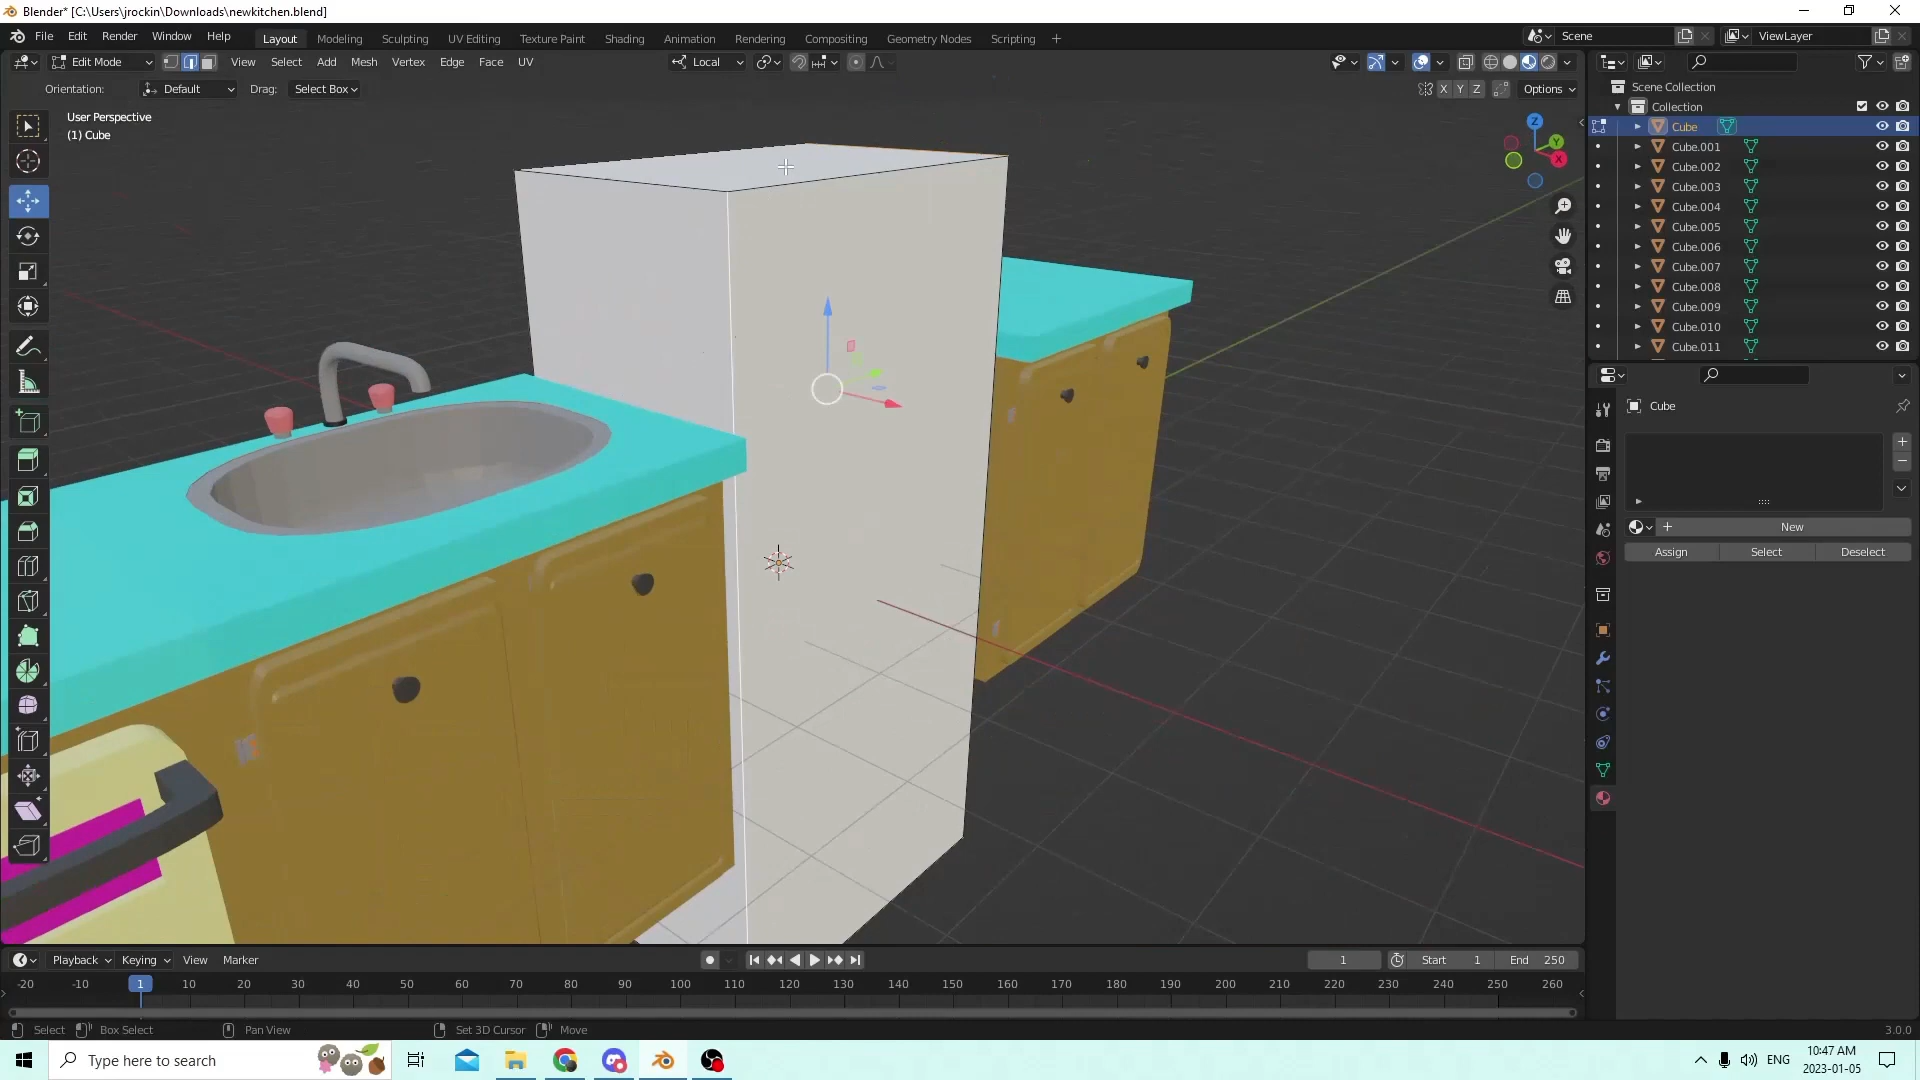 Blender* [C:\Users\jrockin\Downloads\newkitchen.blend]
File Edit Render Window Help Layout Modeling Sculpting UV Editing Texture Paint Shading Animation Rendering Compositing Geometry Nodes Scripting + Scene ViewLayer
Edit Mode View Select Add Mesh Vertex Edge Face UV Local
Orientation: Default Drag: Select Box X Y Z Options
User Perspective
(1) Cube
Z
Y
X
Scene Collection
Collection
Cube
Cube.001
Cube.002
Cube.003
Cube.004
Cube.005
Cube.006
Cube.007
Cube.008
Cube.009
Cube.010
Cube.011
Cube
New
Assign Select Deselect
Playback Keying View Marker 1 Start 1 End 250
-20 -10 1 10 20 30 40 50 60 70 80 90 100 110 120 130 140 150 160 170 180 190 200 210 220 230 240 250 260
Select Box Select Pan View Set 3D Cursor Move 3.0.0
Type here to search ENG 10:47 AM
2023-01-05